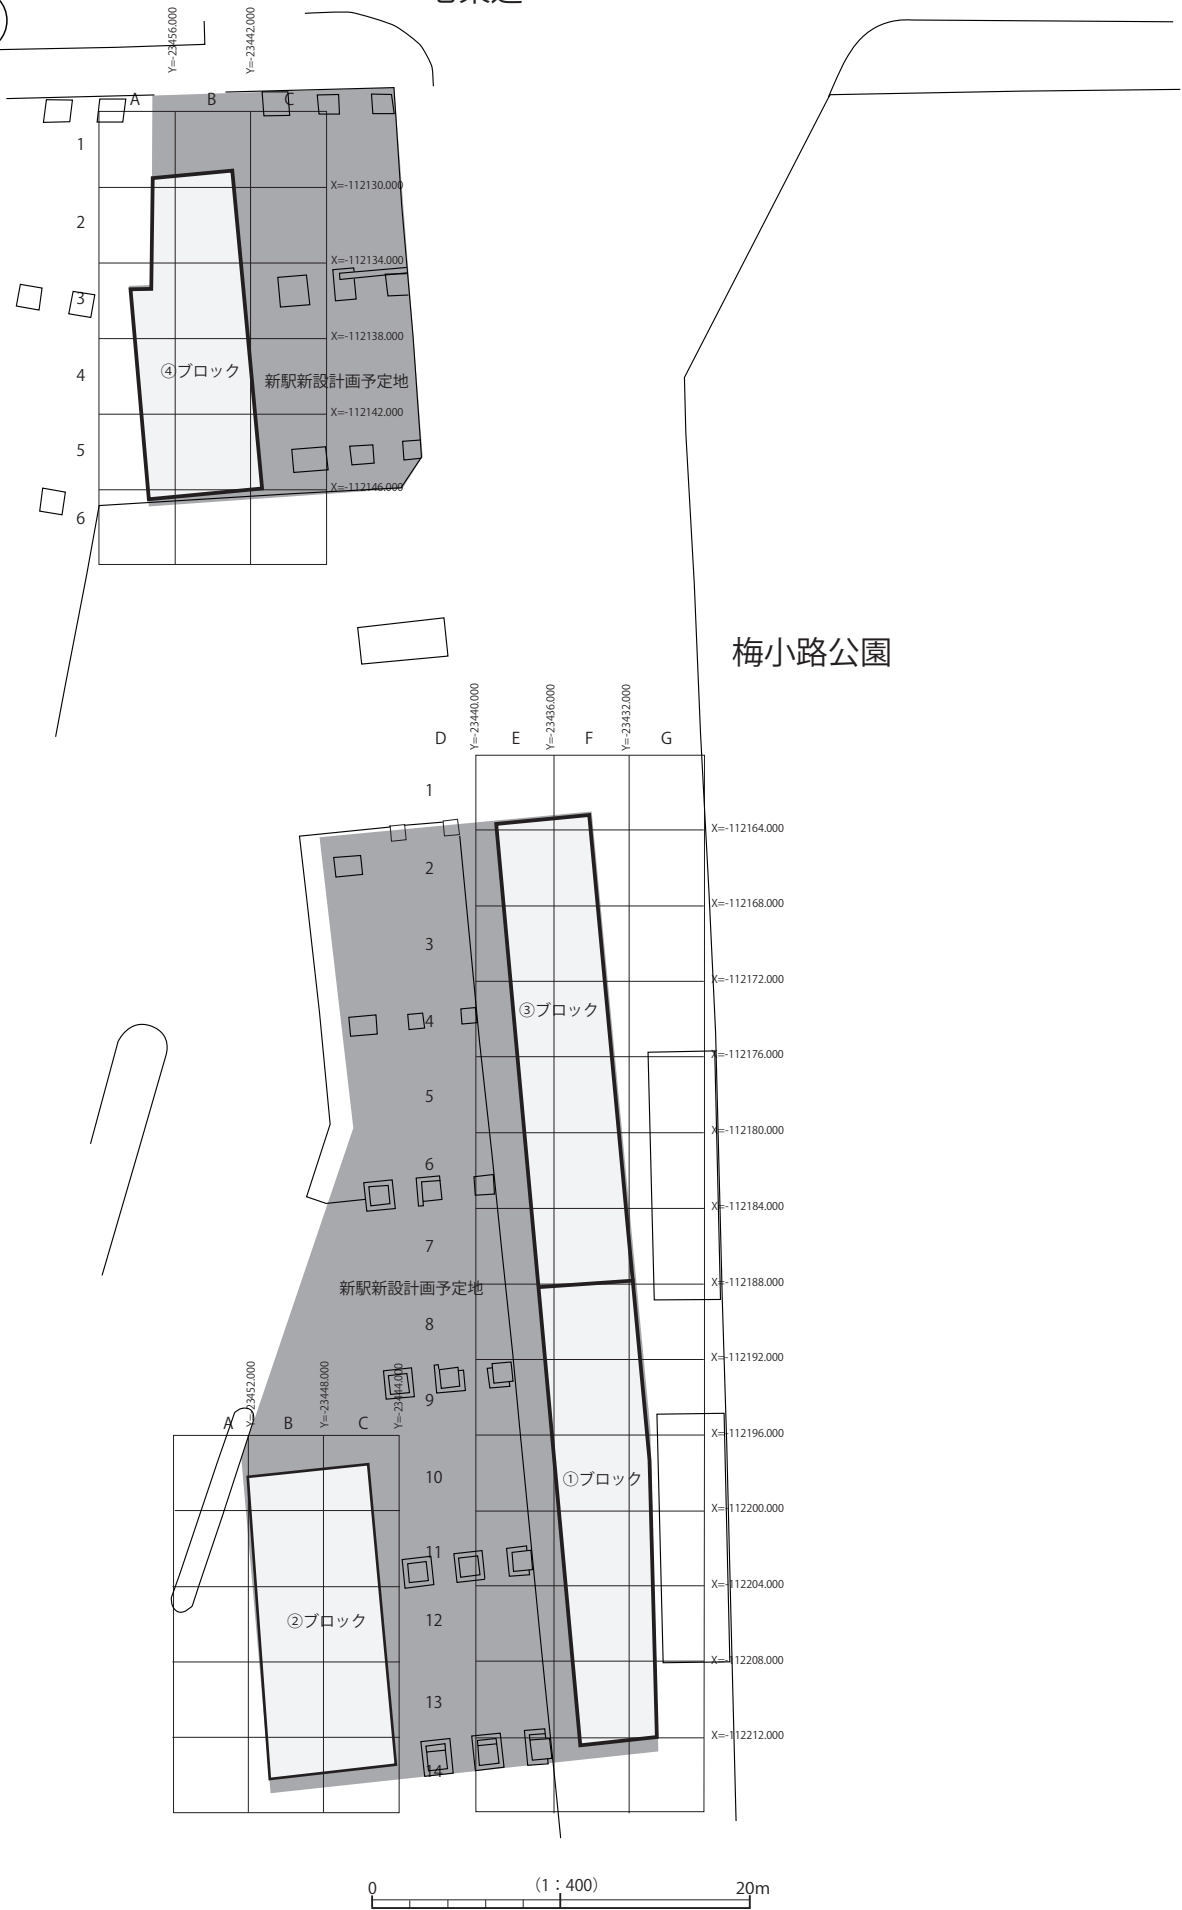 Y=-23456.000
Y=-23442.000
A B C
1
X=-112130.000
2
X=-112134.000
3
X=-112138.000
④ブロック
4
新駅新設計画予定地
X=-112142.000
5
X=-112146.000
6
梅小路公園
Y=-23440.000
Y=-23436.000
Y=-23432.000
D E F G
1
X=-112164.000
2
X=-112168.000
3
X=-112172.000
③ブロック
4
X=-112176.000
5
X=-112180.000
6
X=-112184.000
7
X=-112188.000
新駅新設計画予定地
8
X=-112192.000
Y=-23452.000
Y=-23448.000
Y=-23444.000
9
A B C
X=-112196.000
10
①ブロック
X=-112200.000
11
X=-112204.000
12
②ブロック
X=-112208.000
13
X=-112212.000
14
(1：400)
0 20m